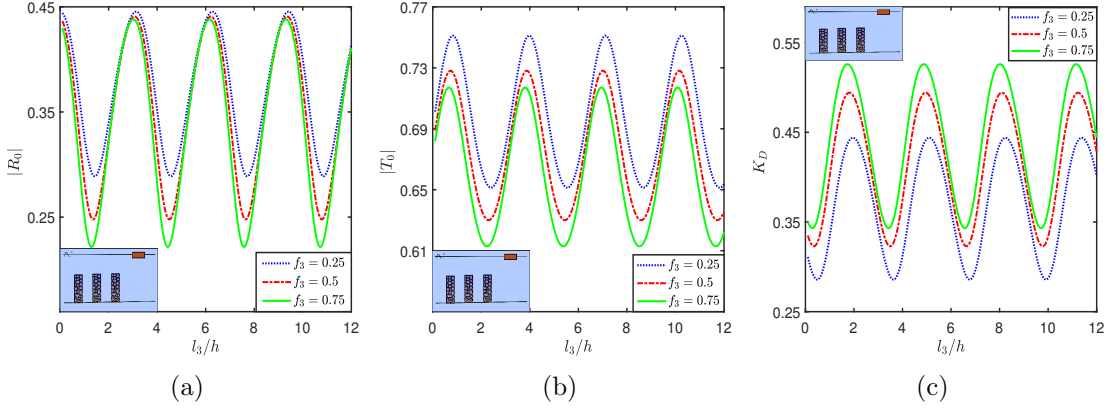 0.45
0.35
0.25
|R₀|
0 2 4 6 8 10 12
l₃/h
f₃ = 0.25
f₃ = 0.5
f₃ = 0.75
(a)
0.77
0.73
0.69
0.65
0.61
|T₀|
0 2 4 6 8 10 12
l₃/h
f₃ = 0.25
f₃ = 0.5
f₃ = 0.75
(b)
0.55
0.45
0.35
0.25
K_D
0 2 4 6 8 10 12
l₃/h
f₃ = 0.25
f₃ = 0.5
f₃ = 0.75
(c)